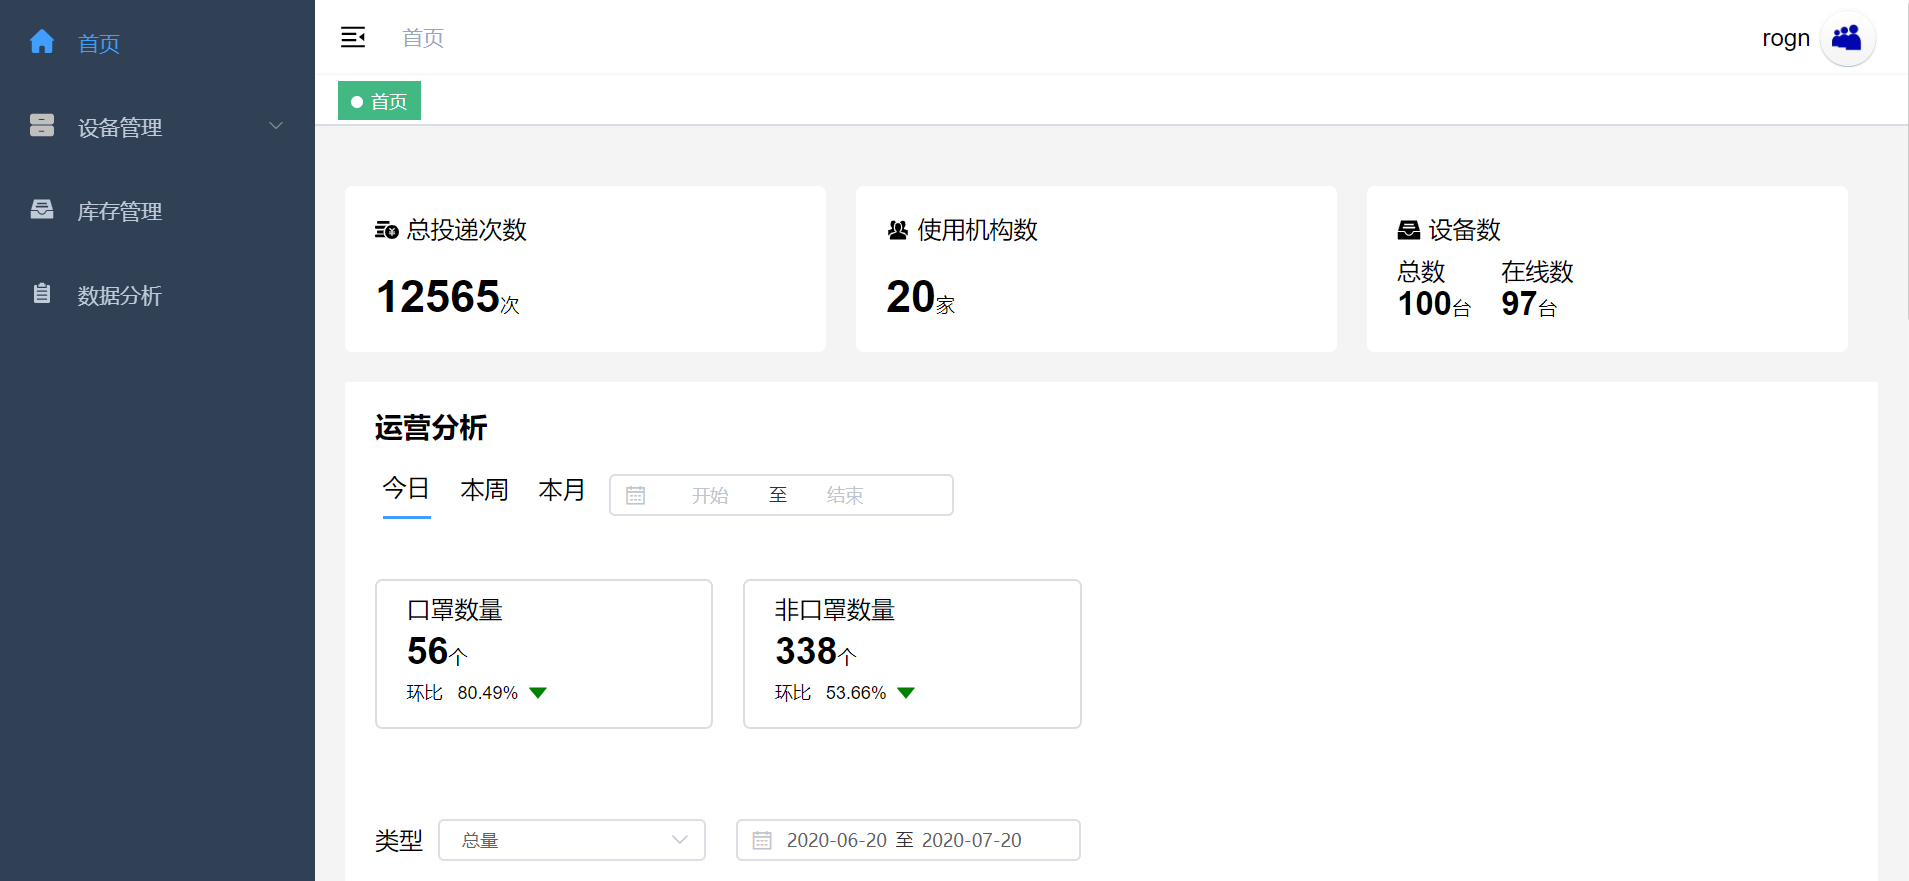 首页
设备管理
库存管理
数据分析
首页
rogn
首页
总投递次数
12565次
使用机构数
20家
设备数
总数 在线数
100台 97台
运营分析
今日 本周 本月 开始 至 结束
口罩数量
56个
环比 80.49%
非口罩数量
338个
环比 53.66%
类型 总量 2020-06-20 至 2020-07-20